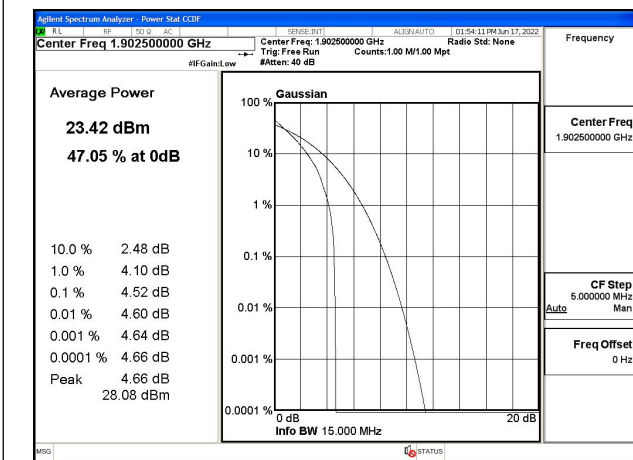 Agilent Spectrum Analyzer - Power Stat CCDF
LXI RL RF 50 Ω AC SENSE:INT ALIGN AUTO 01:54:11 PM Jun 17, 2022
Center Freq 1.902500000 GHz
Center Freq: 1.902500000 GHz Radio Std: None
Trig: Free Run Counts:1.00 M/1.00 Mpt
#IFGain:Low #Atten: 40 dB
Frequency
Average Power
23.42 dBm
47.05 % at 0dB
10.0 % 2.48 dB
1.0 % 4.10 dB
0.1 % 4.52 dB
0.01 % 4.60 dB
0.001 % 4.64 dB
0.0001 % 4.66 dB
Peak 4.66 dB
28.08 dBm
Gaussian
100 %
10 %
1 %
0.1 %
0.01 %
0.001 %
0.0001 %
0 dB 20 dB
Info BW 15.000 MHz
Center Freq
1.902500000 GHz
CF Step
5.000000 MHz
Auto Man
Freq Offset
0 Hz
MSG STATUS